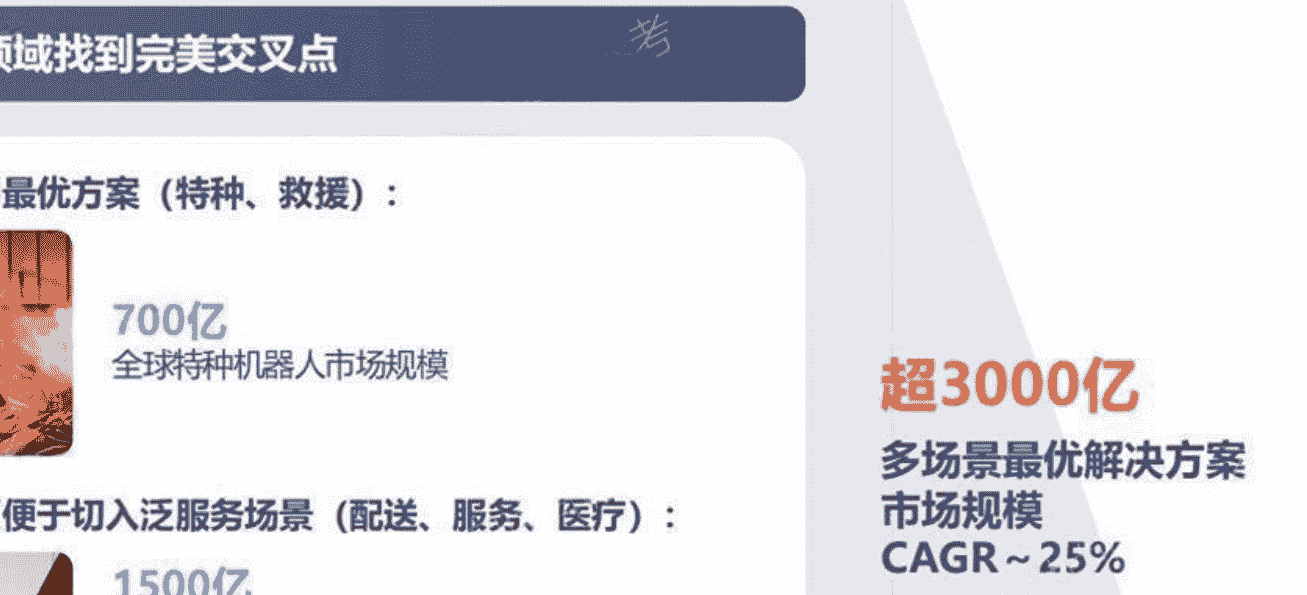 域找到完美交叉点
考
最优方案（特种、救援）：
700亿
全球特种机器人市场规模
便于切入泛服务场景（配送、服务、医疗）：
1500亿
超3000亿
多场景最优解决方案
市场规模
CAGR～25%